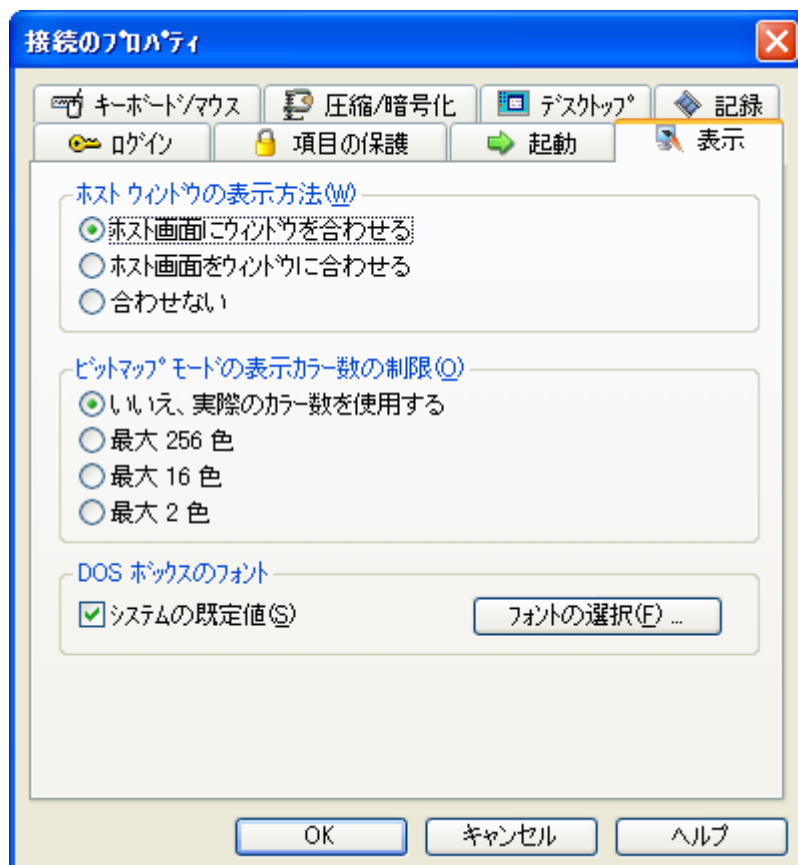 接続のプロパティ
キーボード/マウス 圧縮/暗号化 デスクトップ 記録
ログイン 項目の保護 起動 表示
ホスト ウィンドウの表示方法(W)
ホスト画面にウィンドウを合わせる
ホスト画面をウィンドウに合わせる
合わせない
ビットマップ モードの表示カラー数の制限(O)
いいえ、実際のカラー数を使用する
最大 256 色
最大 16 色
最大 2 色
DOS ボックスのフォント
システムの既定値(S) フォントの選択(F) ...
OK キャンセル ヘルプ